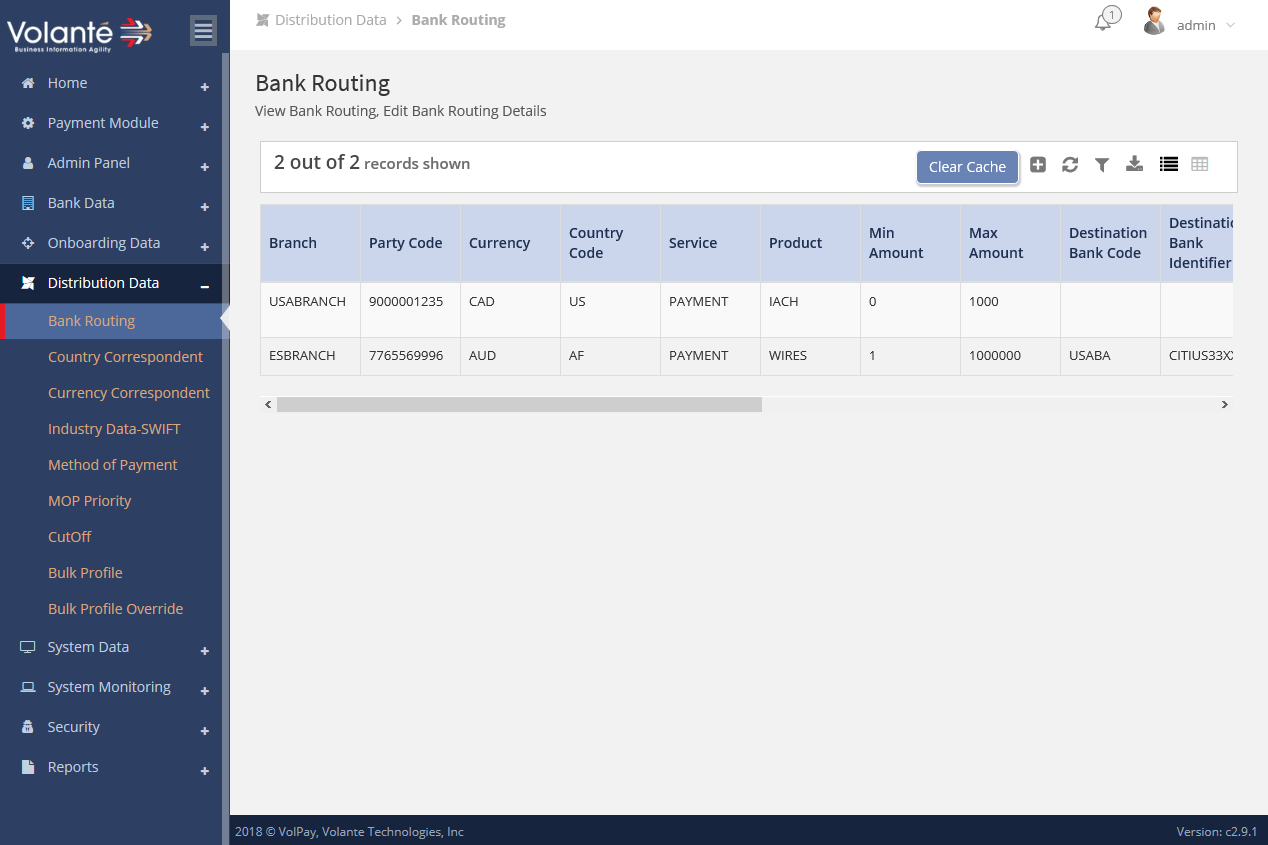 Volanté
Business Information Agility
Distribution Data > Bank Routing
1
admin
Home
Payment Module
Admin Panel
Bank Data
Onboarding Data
Distribution Data
Bank Routing
Country Correspondent
Currency Correspondent
Industry Data-SWIFT
Method of Payment
MOP Priority
CutOff
Bulk Profile
Bulk Profile Override
System Data
System Monitoring
Security
Reports
Bank Routing
View Bank Routing, Edit Bank Routing Details
2 out of 2 records shown
Clear Cache
Branch Party Code Currency Country Code Service Product Min Amount Max Amount Destination Bank Code Destinatio Bank Identifier
USABRANCH 9000001235 CAD US PAYMENT IACH 0 1000
ESBRANCH 7765569996 AUD AF PAYMENT WIRES 1 1000000 USABA CITIUS33XX
2018 © VolPay, Volante Technologies, Inc
Version: c2.9.1